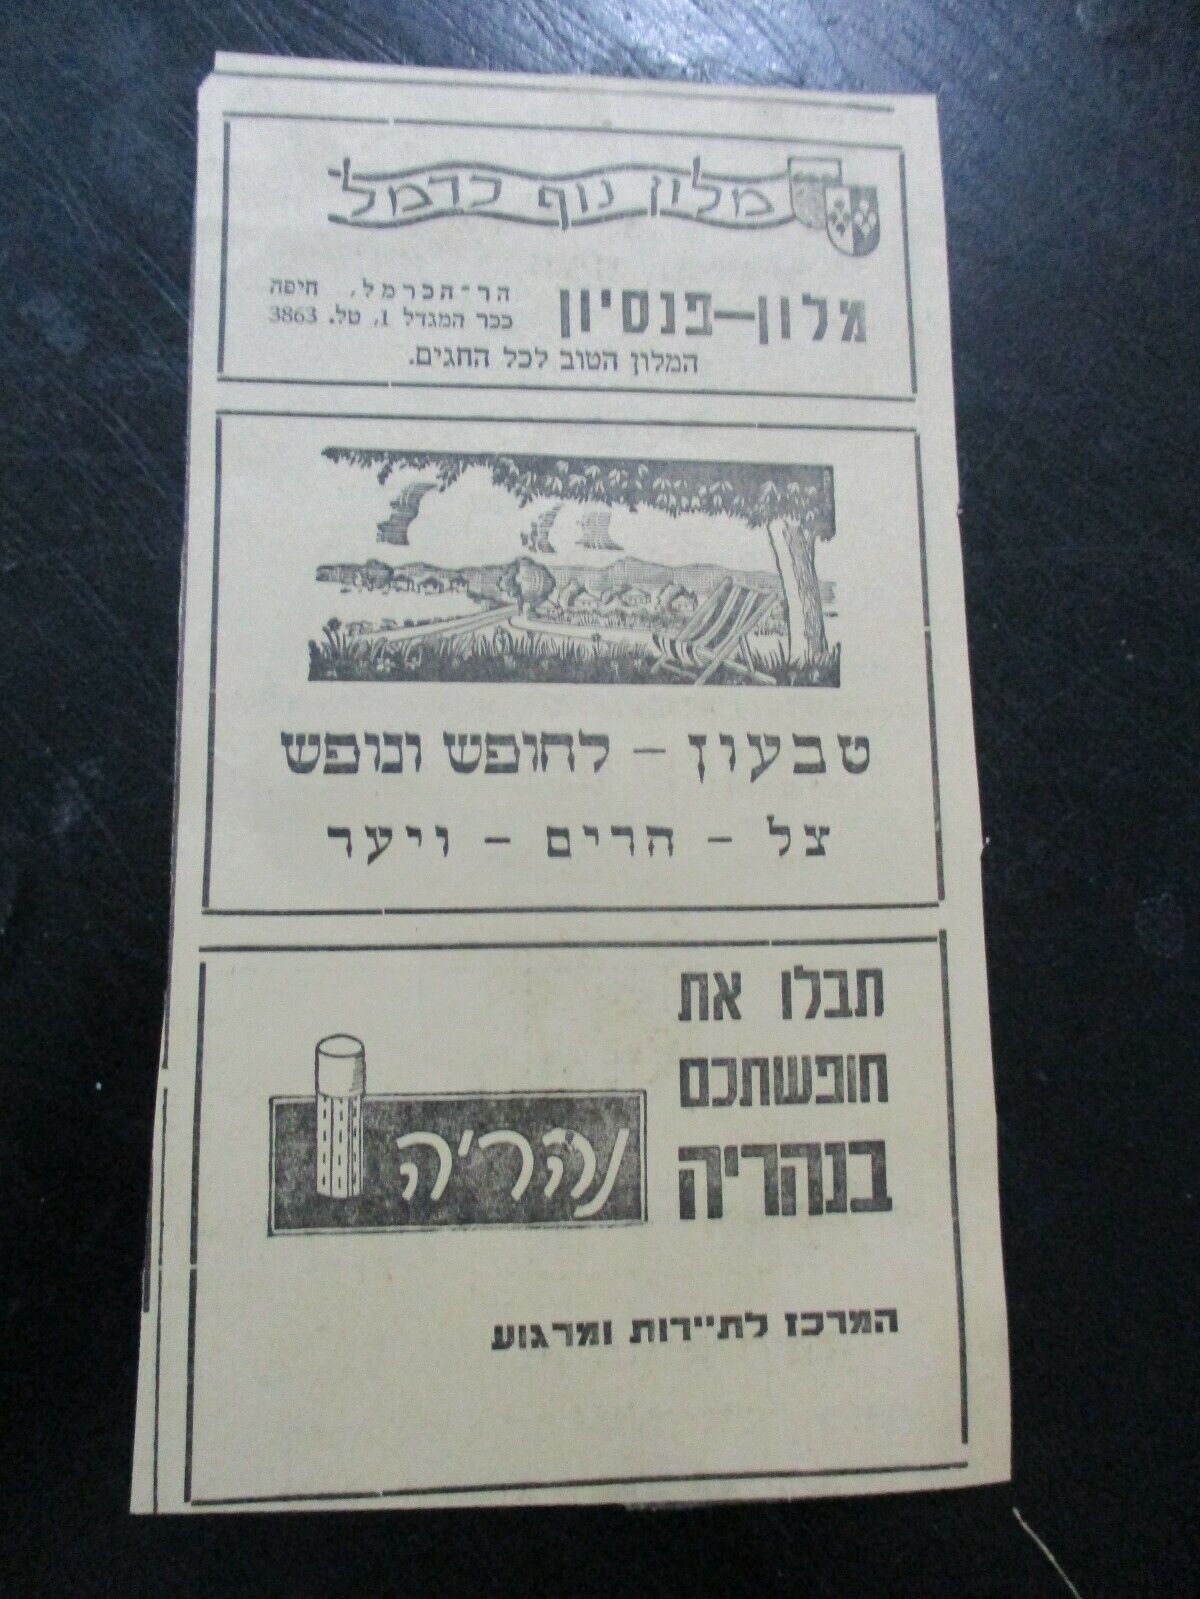 מלון נוף כרמל
מלון–פנסיון
הר־הכרמל, חיפה
ככר המגדל 1, טל. 3863
המלון הטוב לכל החגים.
טבעון – לחופש ונופש
צל – הרים – ויער
תבלו את
חופשתכם
בנהריה
נהריה
המרכז לתיירות ומרגוע